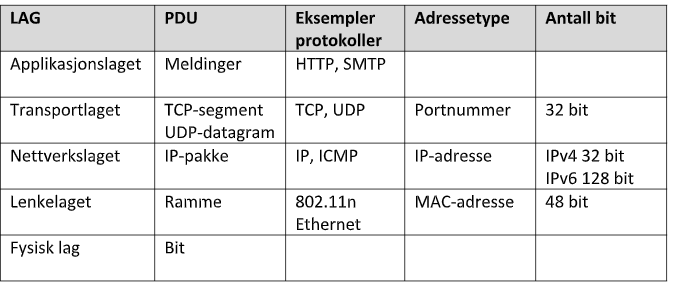 LAG PDU Eksempler protokoller Adressetype Antall bit
Applikasjonslaget Meldinger HTTP, SMTP
Transportlaget TCP-segment UDP-datagram TCP, UDP Portnummer 32 bit
Nettverkslaget IP-pakke IP, ICMP IP-adresse IPv4 32 bit IPv6 128 bit
Lenkelaget Ramme 802.11n Ethernet MAC-adresse 48 bit
Fysisk lag Bit